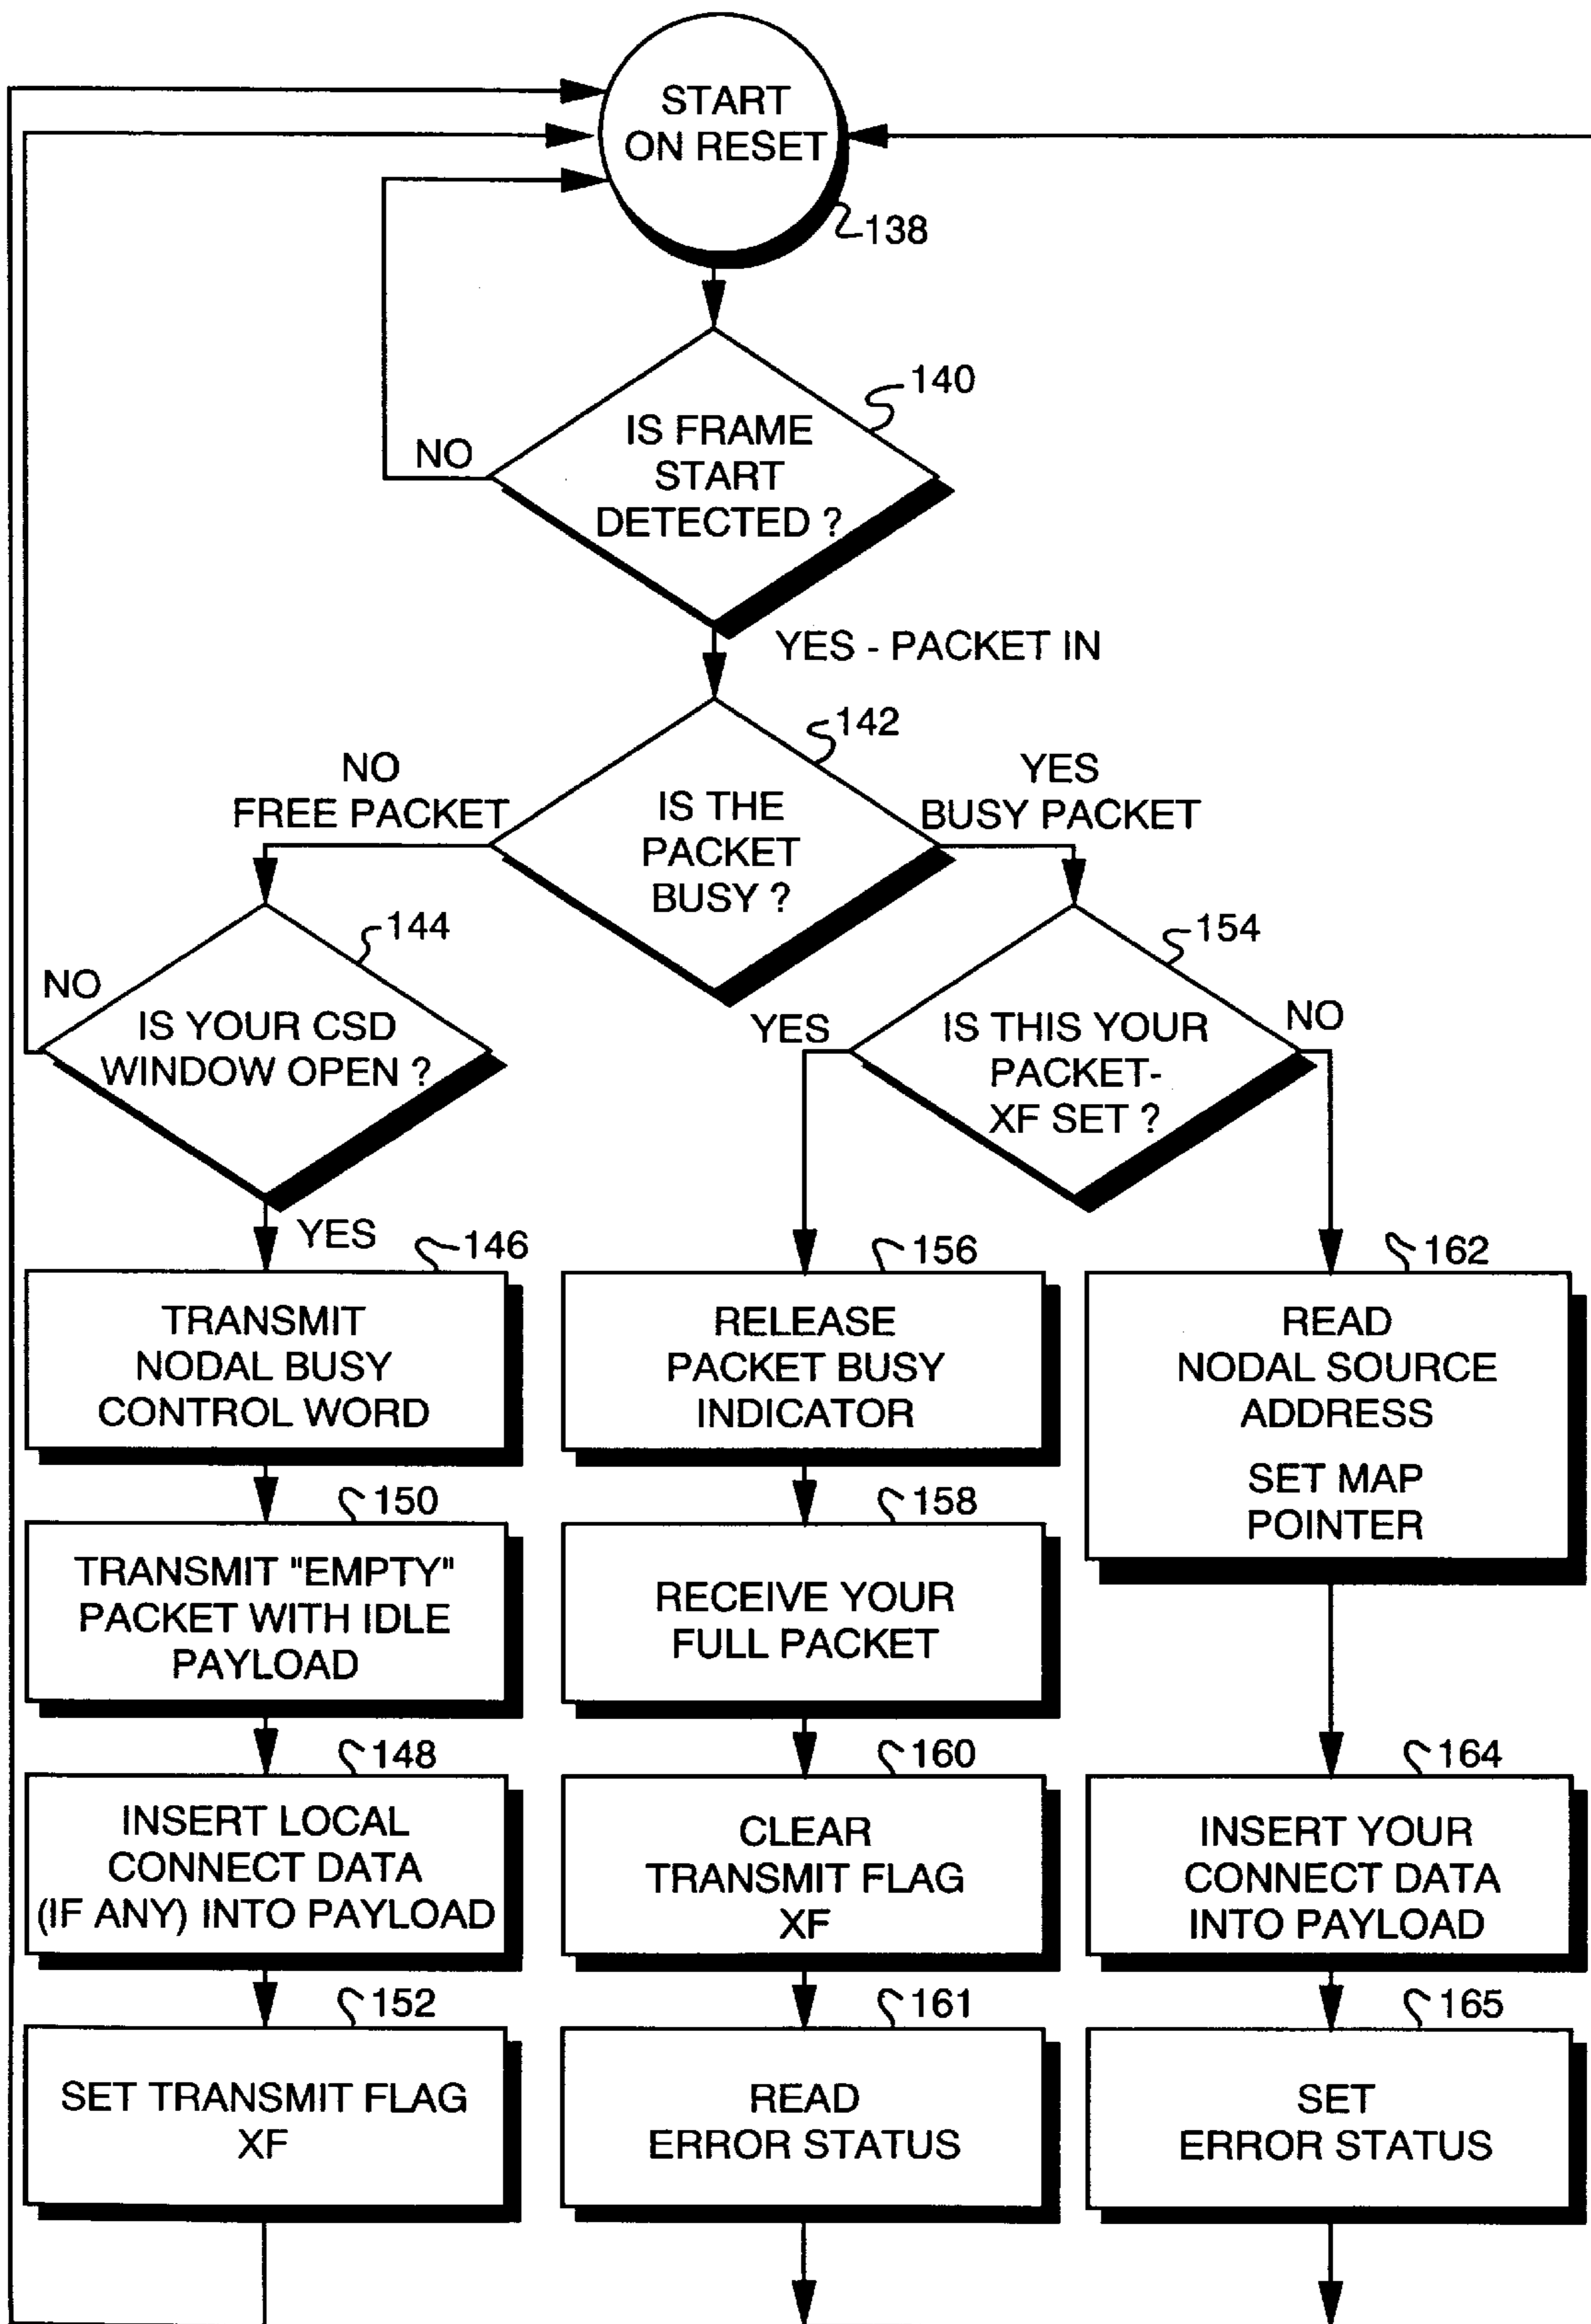 START
ON RESET
138
140
IS FRAME
START
DETECTED ?
NO
YES - PACKET IN
142
NO
FREE PACKET
IS THE
PACKET
BUSY ?
YES
BUSY PACKET
144
NO
IS YOUR CSD
WINDOW OPEN ?
154
YES
IS THIS YOUR
PACKET-
XF SET ?
NO
YES
146
TRANSMIT
NODAL BUSY
CONTROL WORD
156
RELEASE
PACKET BUSY
INDICATOR
162
READ
NODAL SOURCE
ADDRESS
SET MAP
POINTER
150
TRANSMIT "EMPTY"
PACKET WITH IDLE
PAYLOAD
158
RECEIVE YOUR
FULL PACKET
148
INSERT LOCAL
CONNECT DATA
(IF ANY) INTO PAYLOAD
160
CLEAR
TRANSMIT FLAG
XF
164
INSERT YOUR
CONNECT DATA
INTO PAYLOAD
152
SET TRANSMIT FLAG
XF
161
READ
ERROR STATUS
165
SET
ERROR STATUS